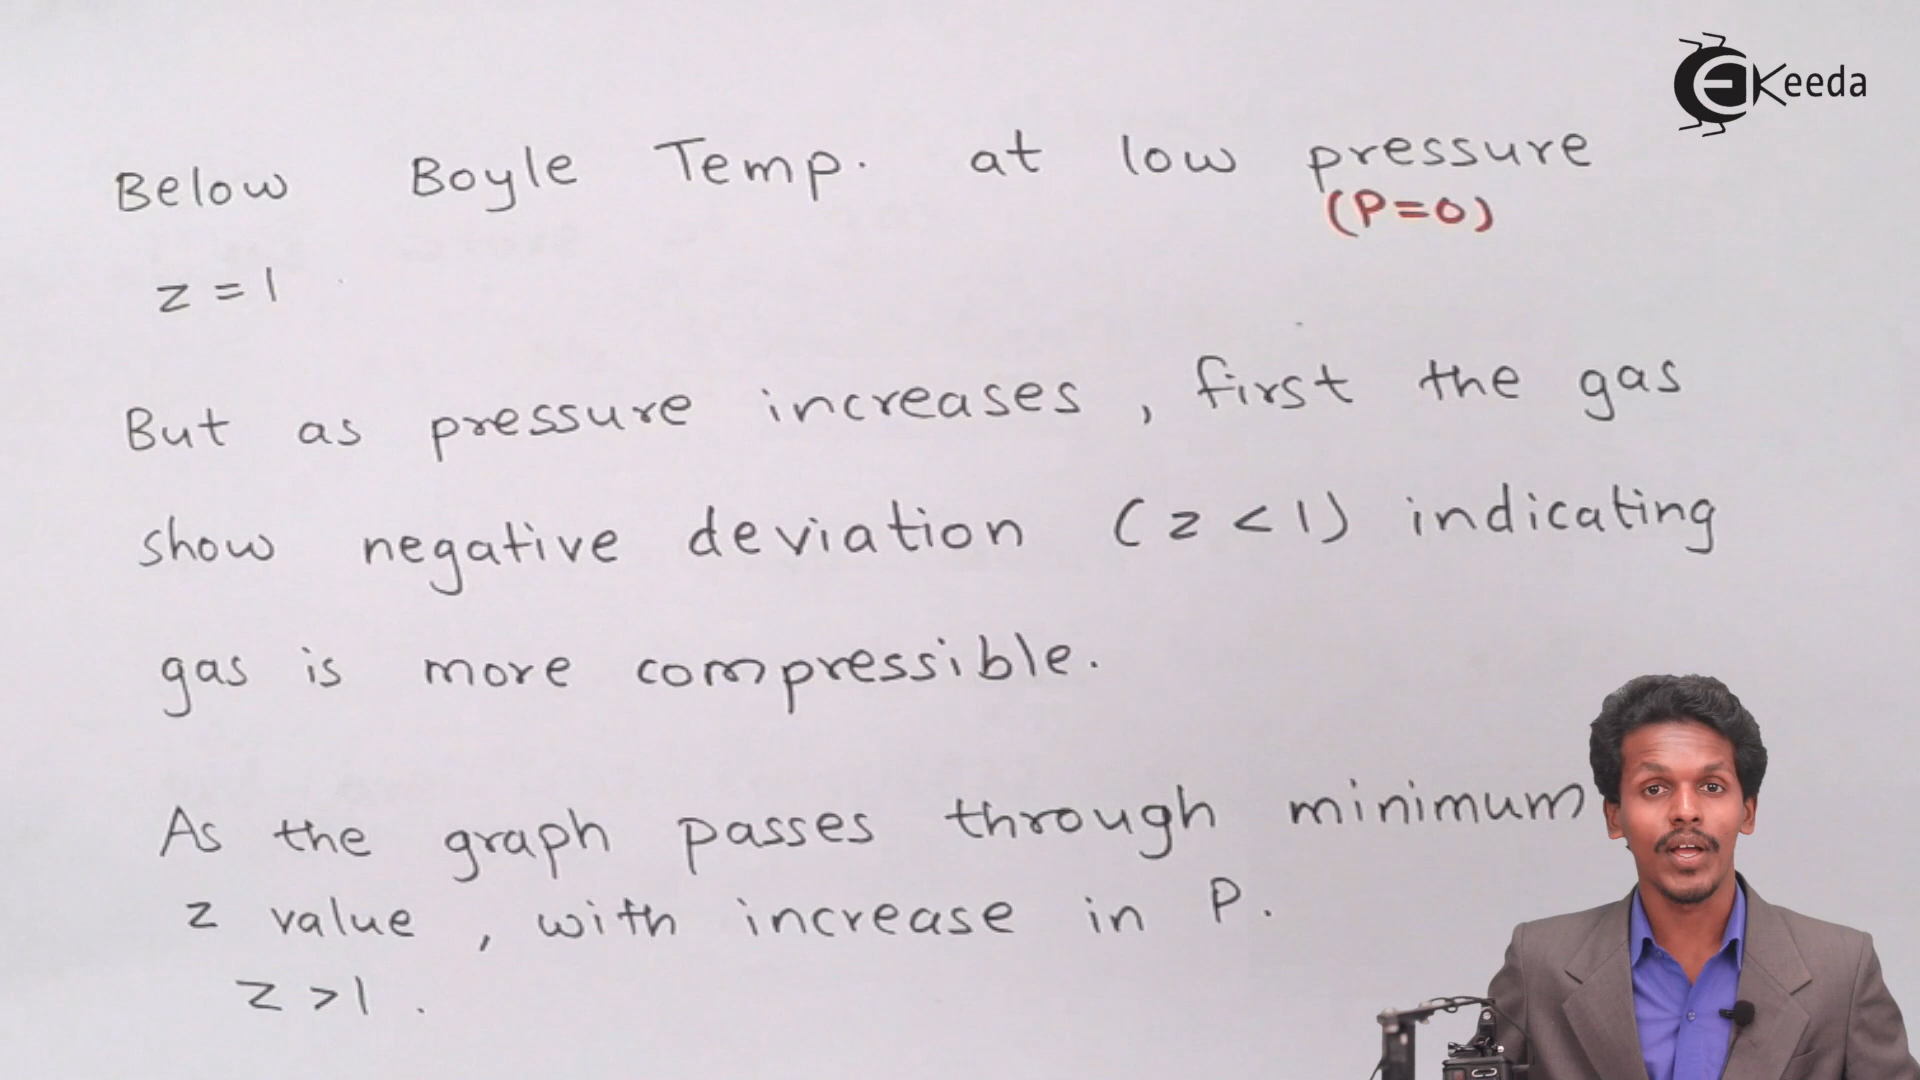 Keeda
Below Boyle Temp. at low pressure
(P=0)
z = 1
But as pressure increases, first the gas
show negative deviation (z < 1) indicating
gas is more compressible.
As the graph passes through minimum
z value, with increase in P.
z > 1.